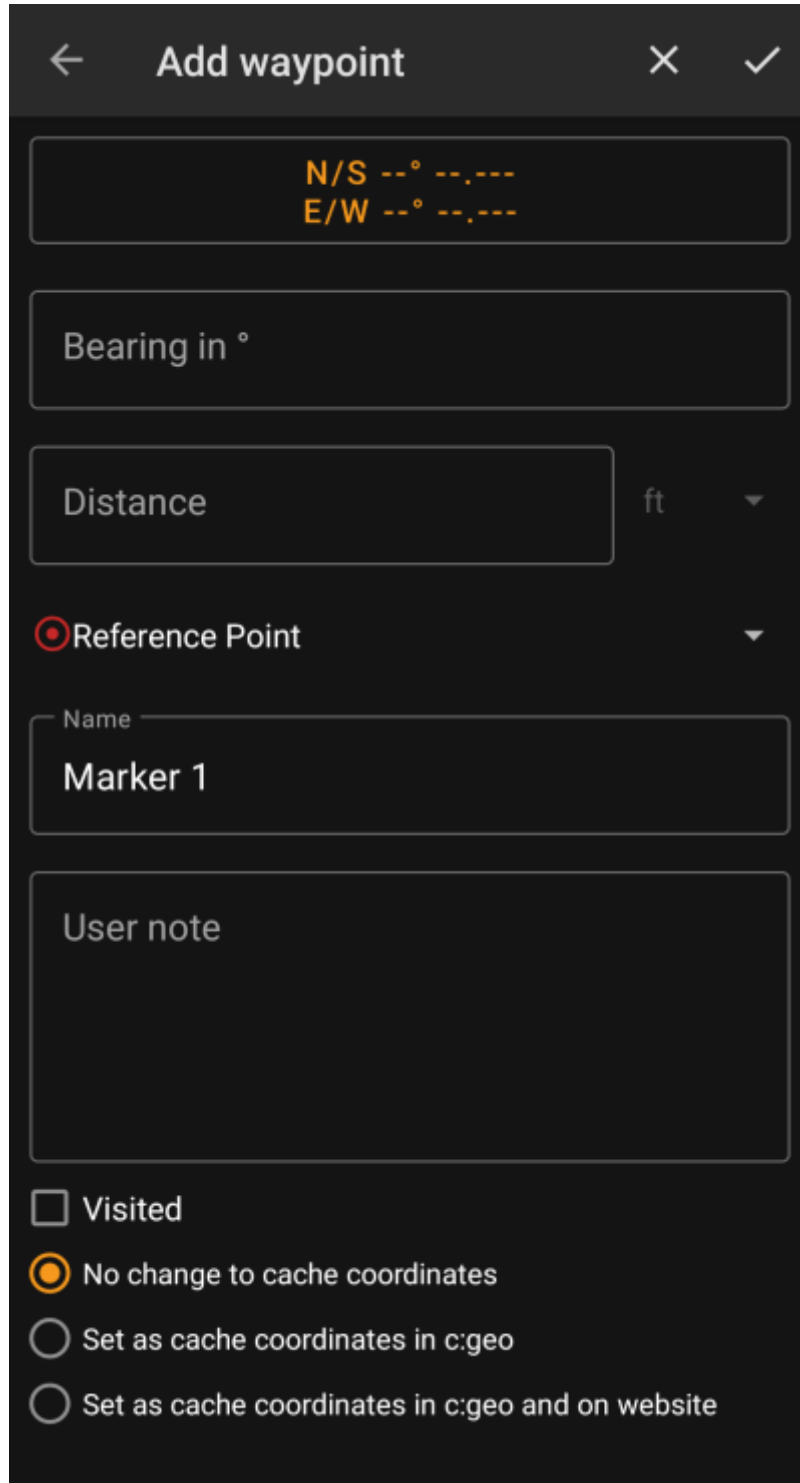 Add waypoint
N/S --° --.---
E/W --° --.---
Bearing in °
Distance
ft
Reference Point
Name
Marker 1
User note
Visited
No change to cache coordinates
Set as cache coordinates in c:geo
Set as cache coordinates in c:geo and on website